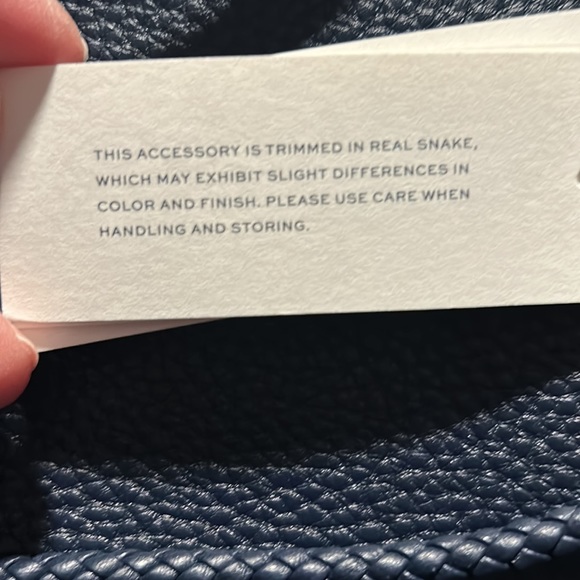 THIS ACCESSORY IS TRIMMED IN REAL SNAKE,
WHICH MAY EXHIBIT SLIGHT DIFFERENCES IN
COLOR AND FINISH. PLEASE USE CARE WHEN
HANDLING AND STORING.